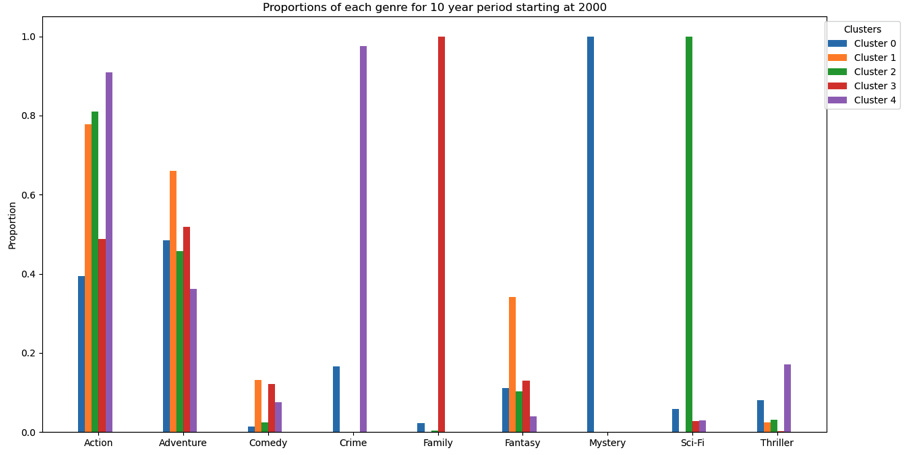 Proportions of each genre for 10 year period starting at 2000
Clusters
Cluster 0
Cluster 1
Cluster 2
Cluster 3
Cluster 4
Proportion
1.0
0.8
0.6
0.4
0.2
0.0
Action Adventure Comedy Crime Family Fantasy Mystery Sci-Fi Thriller